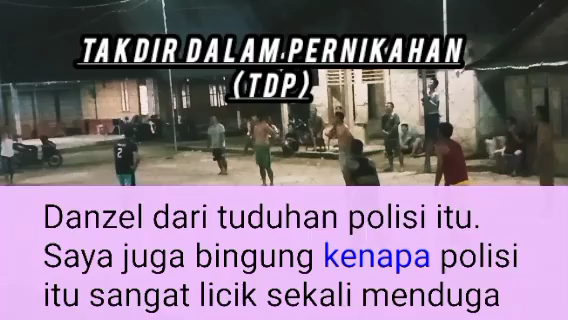 TAKDIR DALAM PERNIKAHAN
(TDP)
2
Danzel dari tuduhan polisi itu.
Saya juga bingung kenapa polisi
itu sangat licik sekali menduga